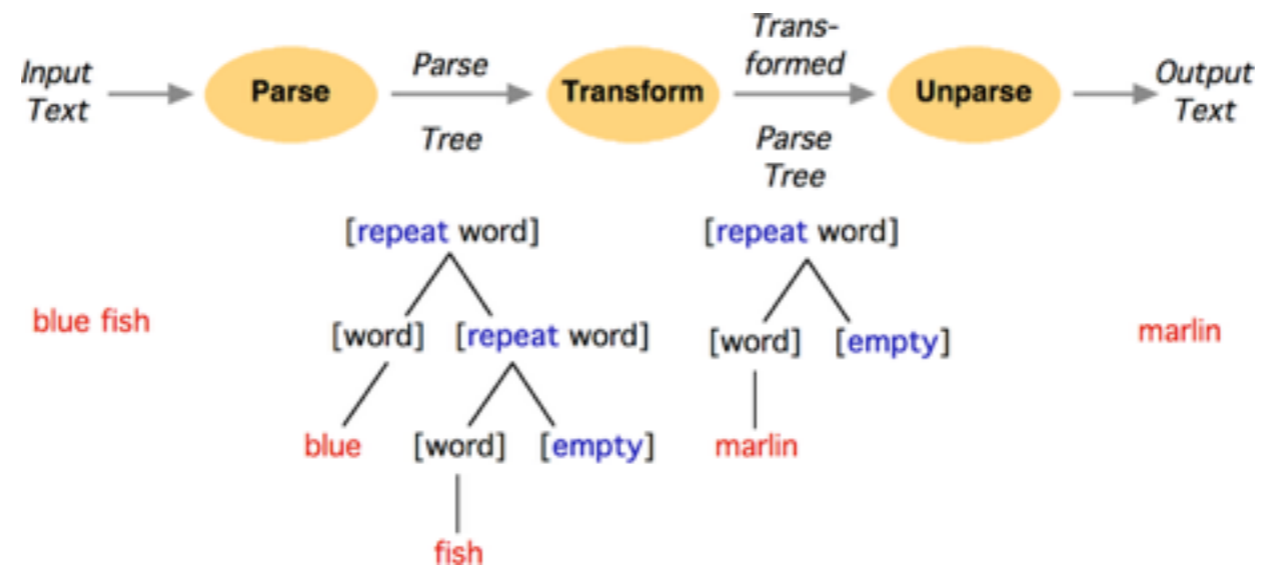 Input
Text
Parse
Parse
Tree
Transform
Trans-
formed
Parse
Tree
Unparse
Output
Text
blue fish
[repeat word]
[word] [repeat word]
blue [word] [empty]
fish
[repeat word]
[word] [empty]
marlin
marlin